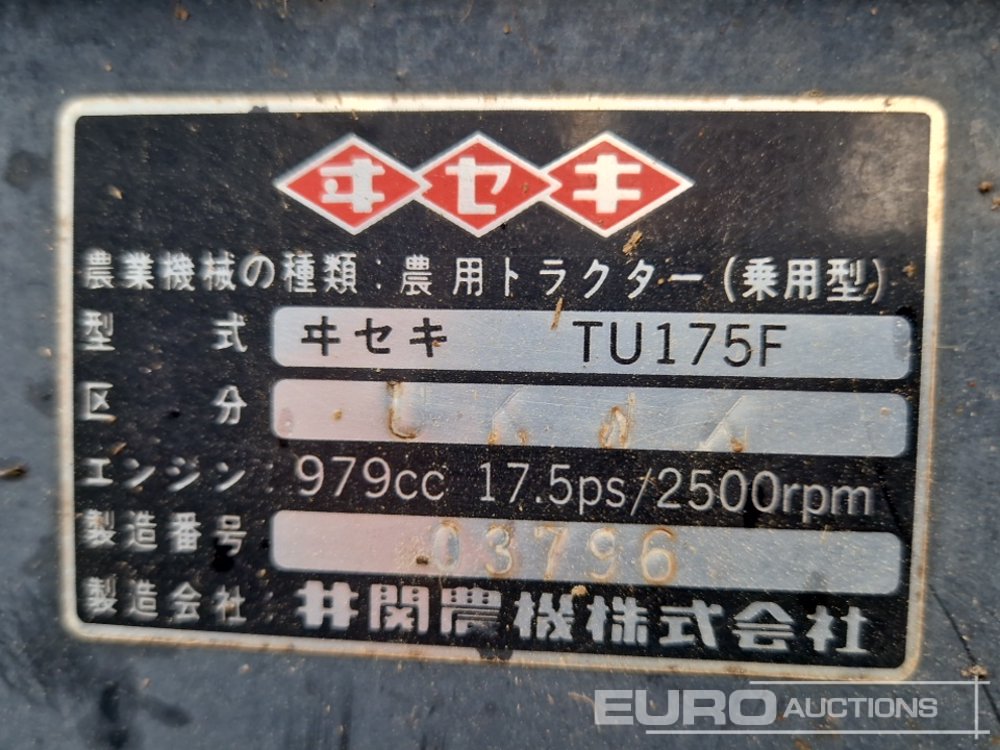 ヰセキ
農業機械の種類:農用トラクター(乗用型)
型式 ヰセキ TU175F
区分
エンジン: 979cc 17.5ps/2500rpm
製造番号 03796
製造会社: 井関農機株式会社
EURO AUCTIONS